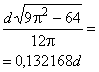 d√(9π² − 64) / 12π =
= 0,132168d